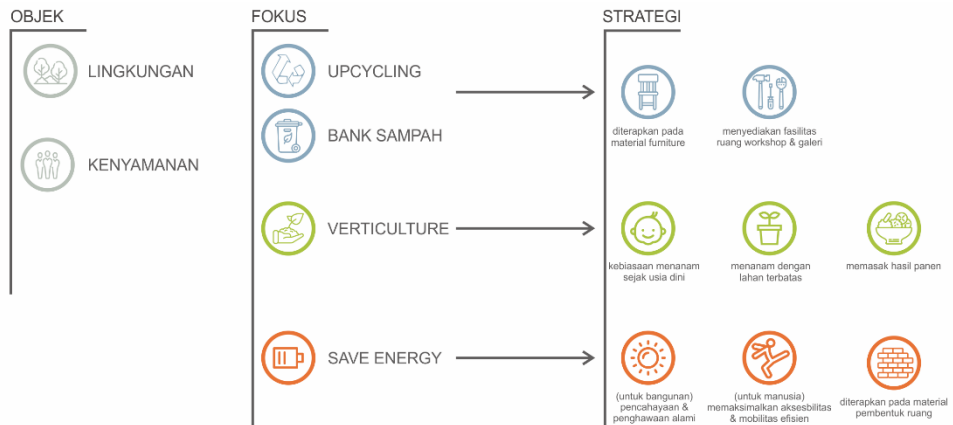 OBJEK
LINGKUNGAN
KENYAMANAN
FOKUS
UPCYCLING
BANK SAMPAH
VERTICULTURE
SAVE ENERGY
STRATEGI
diterapkan pada
material furniture
menyediakan fasilitas
ruang workshop & galeri
kebiasaan menanam
sejak usia dini
menanam dengan
lahan terbatas
memasak hasil panen
(untuk bangunan)
pencahayaan &
penghawaan alami
(untuk manusia)
memaksimalkan aksesbilitas
& mobilitas efisien
diterapkan pada material
pembentuk ruang